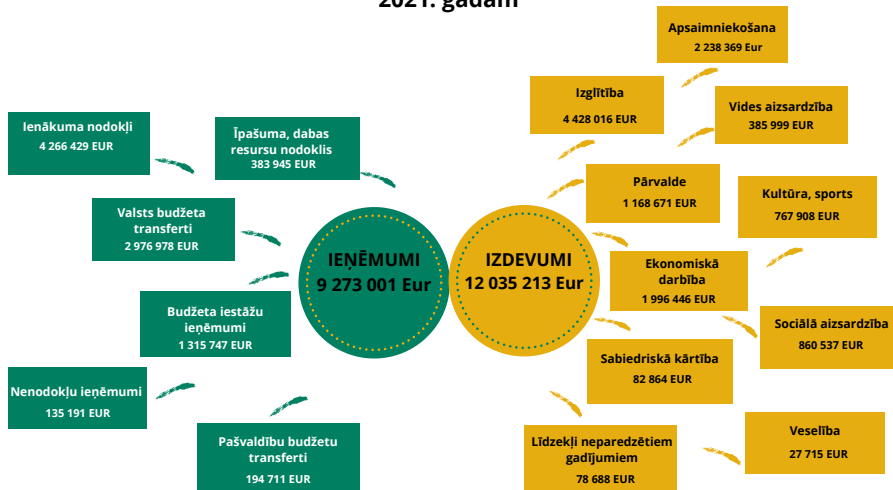 2021. gadam
Ienākuma nodokļi
4 266 429 EUR
Īpašuma, dabas
resursu nodoklis
383 945 EUR
Valsts budžeta
transferti
2 976 978 EUR
Budžeta iestāžu
ieņēmumi
1 315 747 EUR
Nenodokļu ieņēmumi
135 191 EUR
Pašvaldību budžetu
transferti
194 711 EUR
IEŅĒMUMI
9 273 001 Eur
IZDEVUMI
12 035 213 Eur
Apsaimniekošana
2 238 369 Eur
Izglītība
4 428 016 EUR
Vides aizsardzība
385 999 EUR
Pārvalde
1 168 671 EUR
Kultūra, sports
767 908 EUR
Ekonomiskā
darbība
1 996 446 EUR
Sociālā aizsardzība
860 537 EUR
Sabiedriskā kārtība
82 864 EUR
Līdzekļi neparedzētiem
gadījumiem
78 688 EUR
Veselība
27 715 EUR